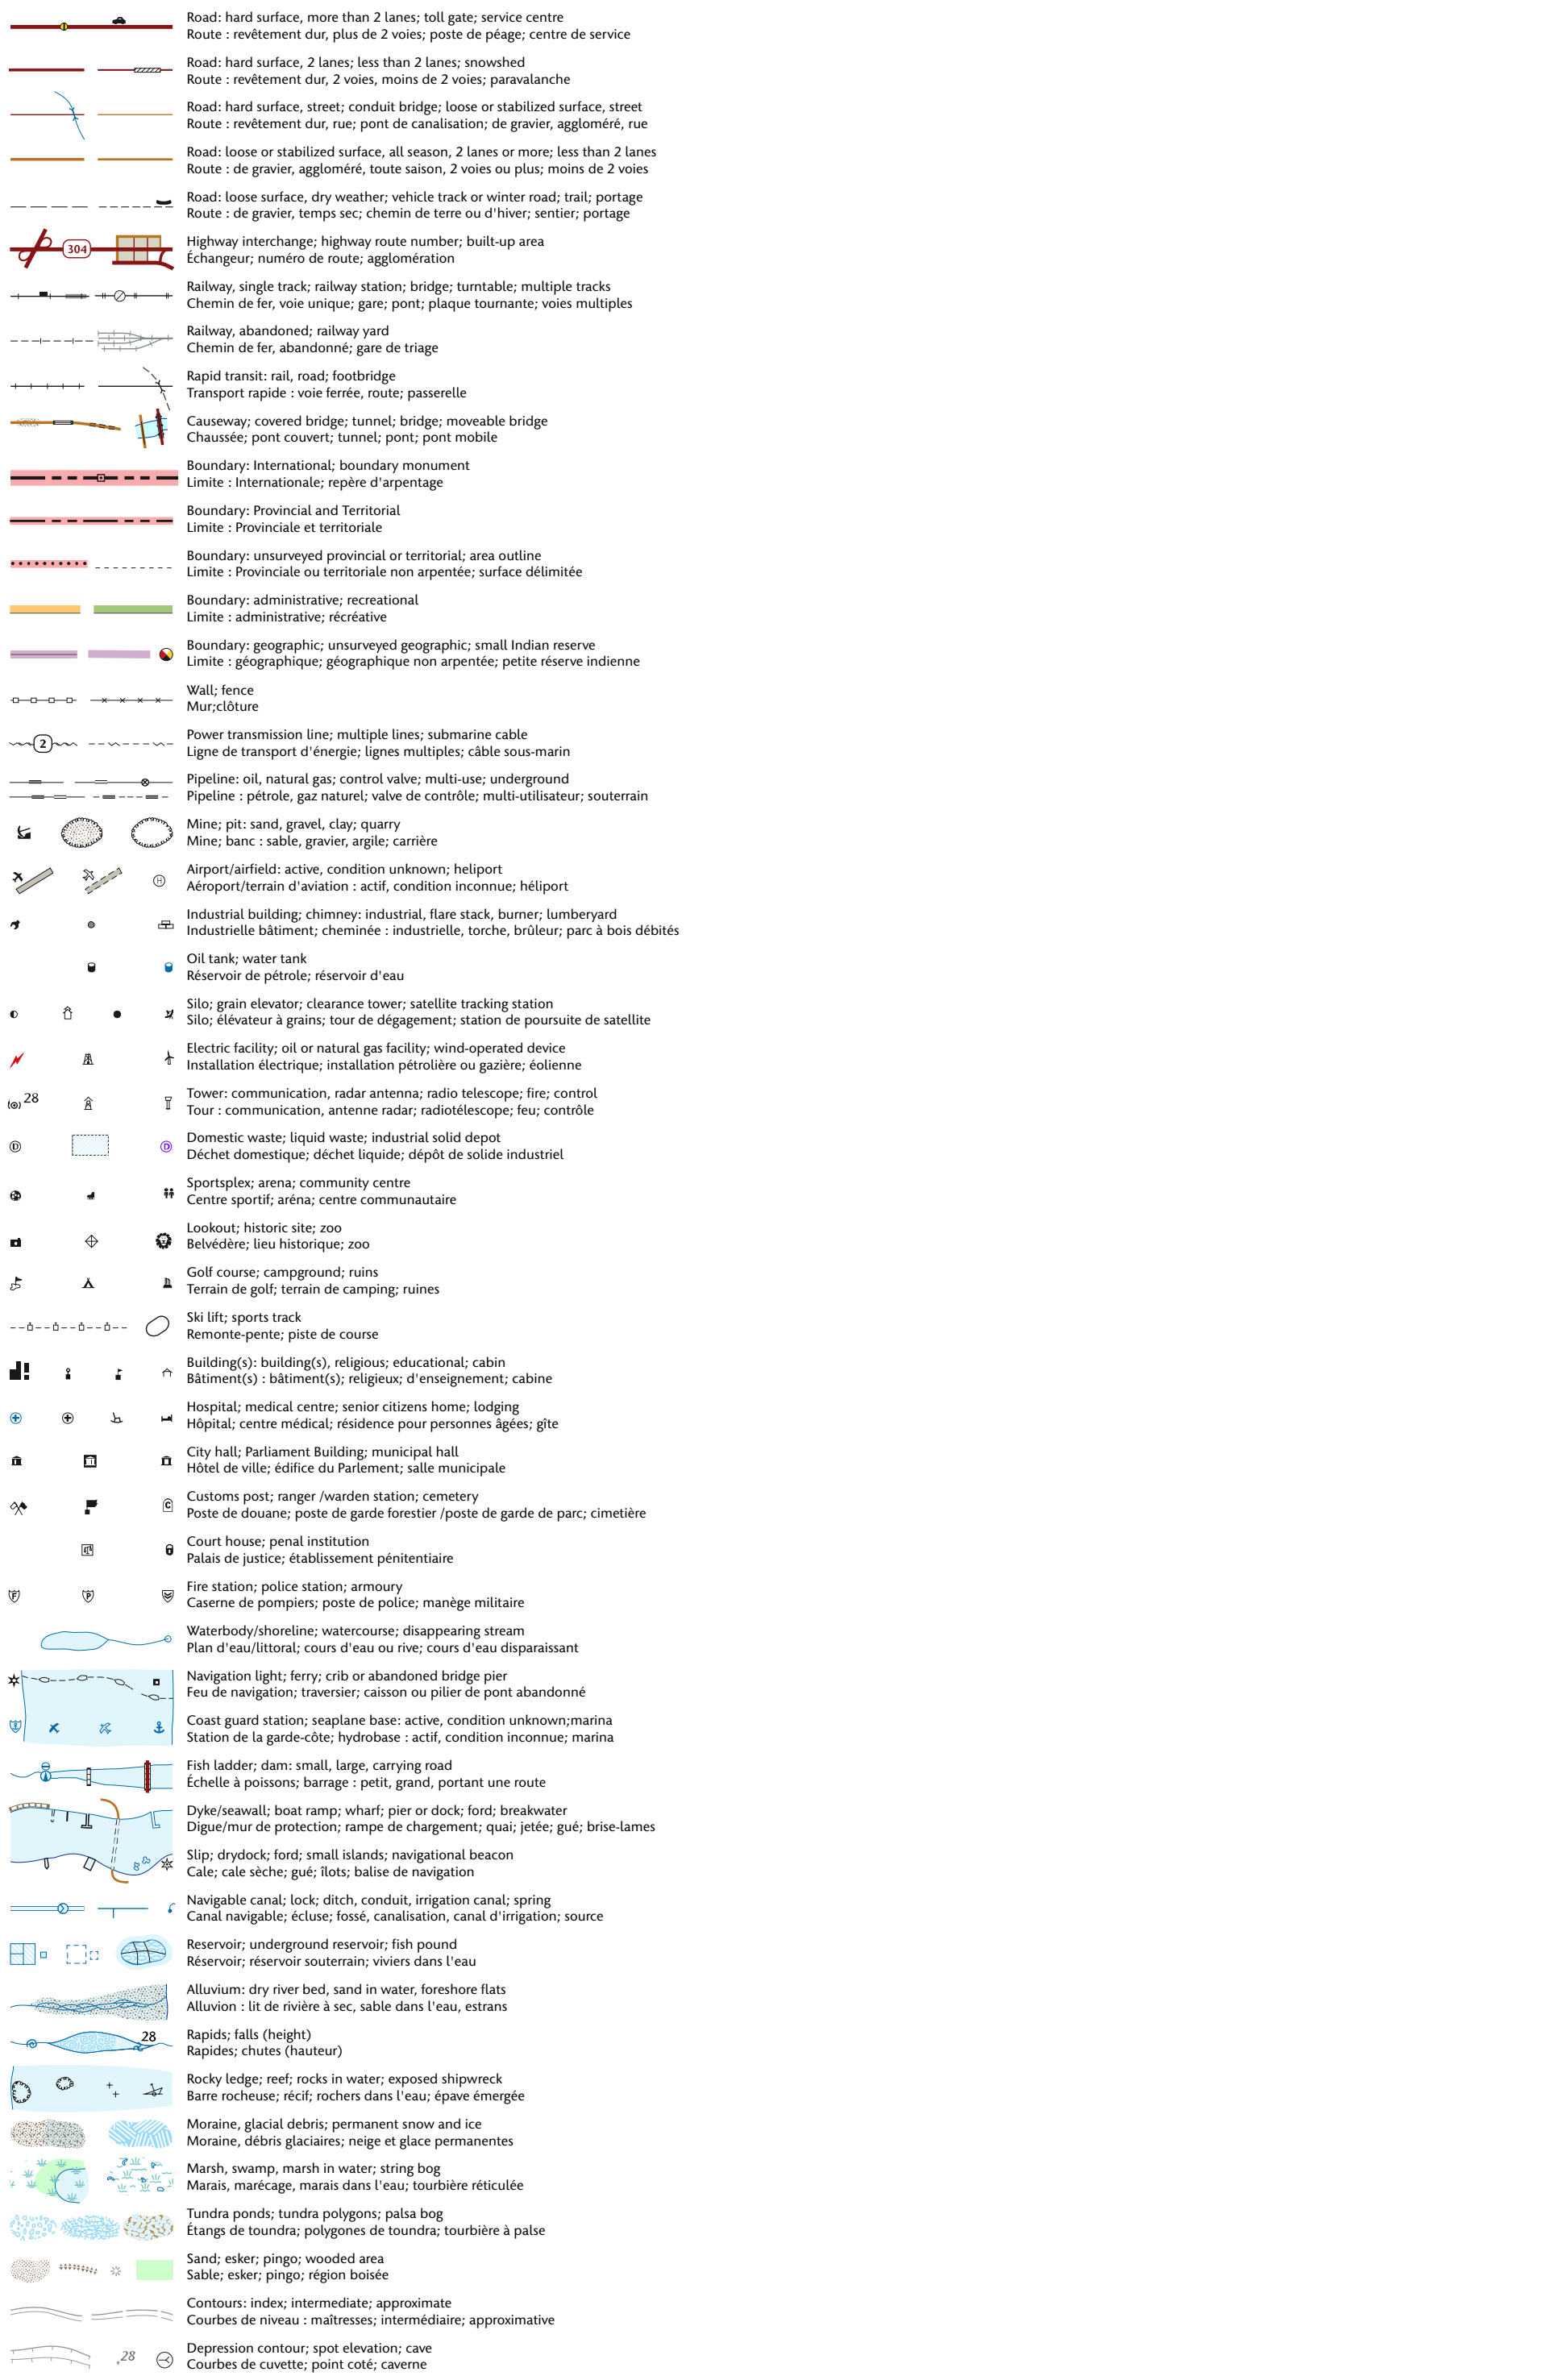 Road: hard surface, more than 2 lanes; toll gate; service centre
Route : revêtement dur, plus de 2 voies; poste de péage; centre de service
Road: hard surface, 2 lanes; less than 2 lanes; snowshed
Route : revêtement dur, 2 voies, moins de 2 voies; paravalanche
Road: hard surface, street; conduit bridge; loose or stabilized surface, street
Route : revêtement dur, rue; pont de canalisation; de gravier, aggloméré, rue
Road: loose or stabilized surface, all season, 2 lanes or more; less than 2 lanes
Route : de gravier, aggloméré, toute saison, 2 voies ou plus; moins de 2 voies
Road: loose surface, dry weather; vehicle track or winter road; trail; portage
Route : de gravier, temps sec; chemin de terre ou d'hiver; sentier; portage
304
Highway interchange; highway route number; built-up area
Échangeur; numéro de route; agglomération
Railway, single track; railway station; bridge; turntable; multiple tracks
Chemin de fer, voie unique; gare; pont; plaque tournante; voies multiples
Railway, abandoned; railway yard
Chemin de fer, abandonné; gare de triage
Rapid transit: rail, road; footbridge
Transport rapide : voie ferrée, route; passerelle
Causeway; covered bridge; tunnel; bridge; moveable bridge
Chaussée; pont couvert; tunnel; pont; pont mobile
Boundary: International; boundary monument
Limite : Internationale; repère d'arpentage
Boundary: Provincial and Territorial
Limite : Provinciale et territoriale
Boundary: unsurveyed provincial or territorial; area outline
Limite : Provinciale ou territoriale non arpentée; surface délimitée
Boundary: administrative; recreational
Limite : administrative; récréative
Boundary: geographic; unsurveyed geographic; small Indian reserve
Limite : géographique; géographique non arpentée; petite réserve indienne
Wall; fence
Mur;clôture
2
Power transmission line; multiple lines; submarine cable
Ligne de transport d'énergie; lignes multiples; câble sous-marin
Pipeline: oil, natural gas; control valve; multi-use; underground
Pipeline : pétrole, gaz naturel; valve de contrôle; multi-utilisateur; souterrain
Mine; pit: sand, gravel, clay; quarry
Mine; banc : sable, gravier, argile; carrière
H
Airport/airfield: active, condition unknown; heliport
Aéroport/terrain d'aviation : actif, condition inconnue; héliport
Industrial building; chimney: industrial, flare stack, burner; lumberyard
Industrielle bâtiment; cheminée : industrielle, torche, brûleur; parc à bois débités
Oil tank; water tank
Réservoir de pétrole; réservoir d'eau
Silo; grain elevator; clearance tower; satellite tracking station
Silo; élévateur à grains; tour de dégagement; station de poursuite de satellite
Electric facility; oil or natural gas facility; wind-operated device
Installation électrique; installation pétrolière ou gazière; éolienne
28
Tower: communication, radar antenna; radio telescope; fire; control
Tour : communication, antenne radar; radiotélescope; feu; contrôle
D D
Domestic waste; liquid waste; industrial solid depot
Déchet domestique; déchet liquide; dépôt de solide industriel
Sportsplex; arena; community centre
Centre sportif; aréna; centre communautaire
Lookout; historic site; zoo
Belvédère; lieu historique; zoo
Golf course; campground; ruins
Terrain de golf; terrain de camping; ruines
Ski lift; sports track
Remonte-pente; piste de course
Building(s): building(s), religious; educational; cabin
Bâtiment(s) : bâtiment(s); religieux; d'enseignement; cabine
Hospital; medical centre; senior citizens home; lodging
Hôpital; centre médical; résidence pour personnes âgées; gîte
City hall; Parliament Building; municipal hall
Hôtel de ville; édifice du Parlement; salle municipale
C
Customs post; ranger /warden station; cemetery
Poste de douane; poste de garde forestier /poste de garde de parc; cimetière
Court house; penal institution
Palais de justice; établissement pénitentiaire
F P
Fire station; police station; armoury
Caserne de pompiers; poste de police; manège militaire
Waterbody/shoreline; watercourse; disappearing stream
Plan d'eau/littoral; cours d'eau ou rive; cours d'eau disparaissant
Navigation light; ferry; crib or abandoned bridge pier
Feu de navigation; traversier; caisson ou pilier de pont abandonné
Coast guard station; seaplane base: active, condition unknown;marina
Station de la garde-côte; hydrobase : actif, condition inconnue; marina
Fish ladder; dam: small, large, carrying road
Échelle à poissons; barrage : petit, grand, portant une route
Dyke/seawall; boat ramp; wharf; pier or dock; ford; breakwater
Digue/mur de protection; rampe de chargement; quai; jetée; gué; brise-lames
Slip; drydock; ford; small islands; navigational beacon
Cale; cale sèche; gué; îlots; balise de navigation
Navigable canal; lock; ditch, conduit, irrigation canal; spring
Canal navigable; écluse; fossé, canalisation, canal d'irrigation; source
Reservoir; underground reservoir; fish pound
Réservoir; réservoir souterrain; viviers dans l'eau
Alluvium: dry river bed, sand in water, foreshore flats
Alluvion : lit de rivière à sec, sable dans l'eau, estrans
28
Rapids; falls (height)
Rapides; chutes (hauteur)
Rocky ledge; reef; rocks in water; exposed shipwreck
Barre rocheuse; récif; rochers dans l'eau; épave émergée
Moraine, glacial debris; permanent snow and ice
Moraine, débris glaciaires; neige et glace permanentes
Marsh, swamp, marsh in water; string bog
Marais, marécage, marais dans l'eau; tourbière réticulée
Tundra ponds; tundra polygons; palsa bog
Étangs de toundra; polygones de toundra; tourbière à palse
Sand; esker; pingo; wooded area
Sable; esker; pingo; région boisée
Contours: index; intermediate; approximate
Courbes de niveau : maîtresses; intermédiaire; approximative
.28
Depression contour; spot elevation; cave
Courbes de cuvette; point coté; caverne